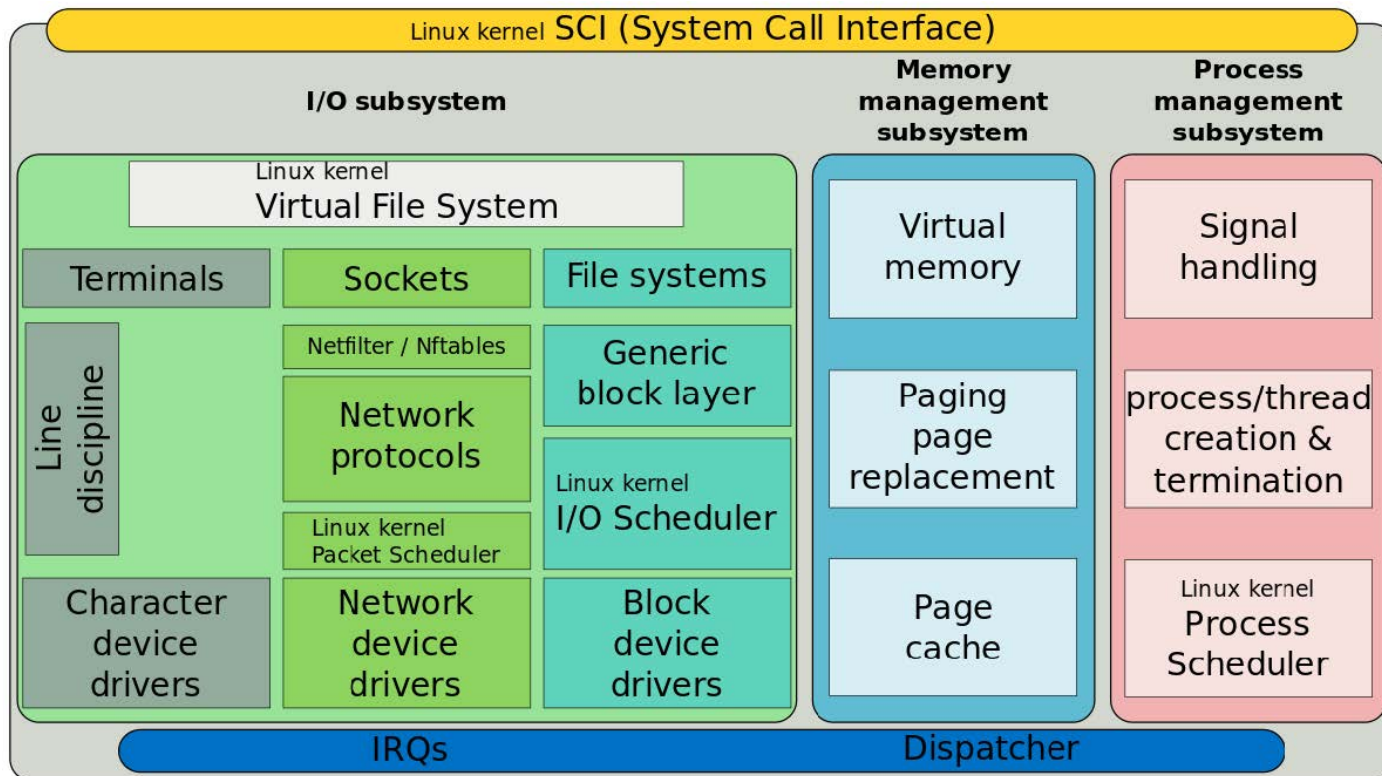 Linux kernel SCI (System Call Interface)
I/O subsystem
Memory
management
subsystem
Process
management
subsystem
Linux kernel
Virtual File System
Terminals
Sockets
File systems
Line
discipline
Netfilter / Nftables
Network
protocols
Linux kernel
Packet Scheduler
Generic
block layer
Linux kernel
I/O Scheduler
Character
device
drivers
Network
device
drivers
Block
device
drivers
Virtual
memory
Paging
page
replacement
Page
cache
Signal
handling
process/thread
creation &
termination
Linux kernel
Process
Scheduler
IRQs
Dispatcher